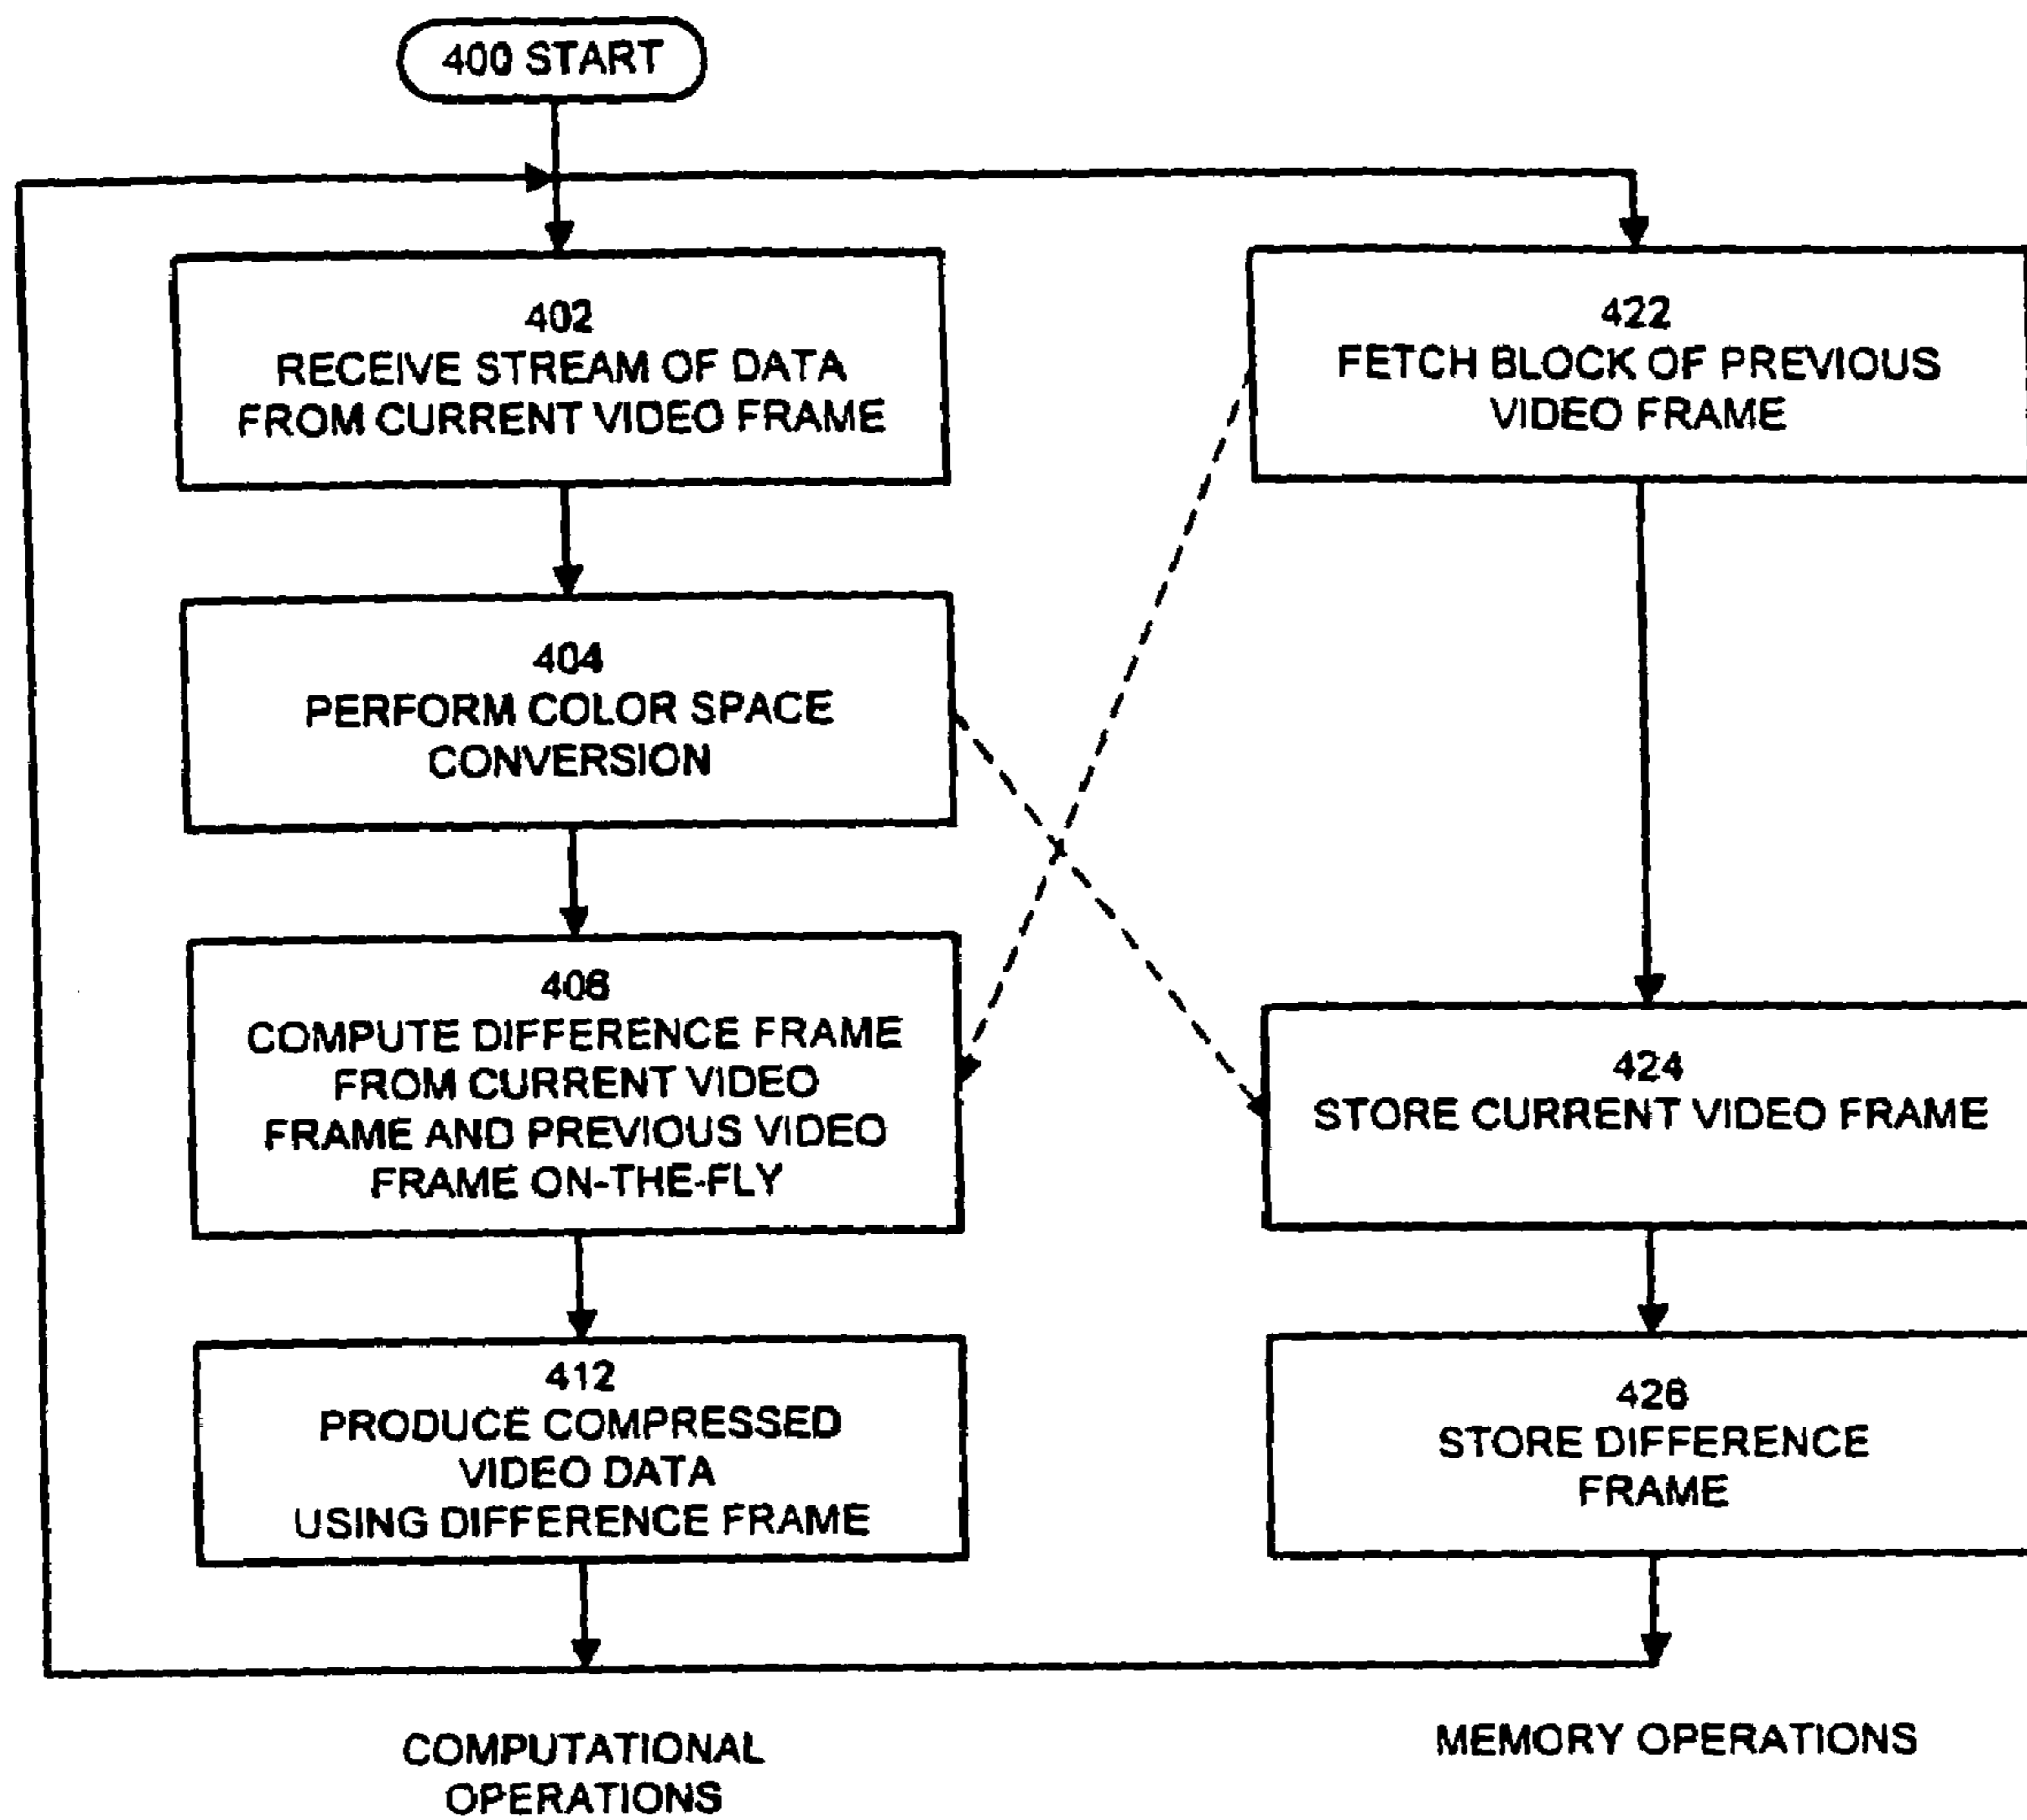 400 START
402
RECEIVE STREAM OF DATA
FROM CURRENT VIDEO FRAME
404
PERFORM COLOR SPACE
CONVERSION
406
COMPUTE DIFFERENCE FRAME
FROM CURRENT VIDEO
FRAME AND PREVIOUS VIDEO
FRAME ON-THE-FLY
412
PRODUCE COMPRESSED
VIDEO DATA
USING DIFFERENCE FRAME
COMPUTATIONAL
OPERATIONS
422
FETCH BLOCK OF PREVIOUS
VIDEO FRAME
424
STORE CURRENT VIDEO FRAME
426
STORE DIFFERENCE
FRAME
MEMORY OPERATIONS